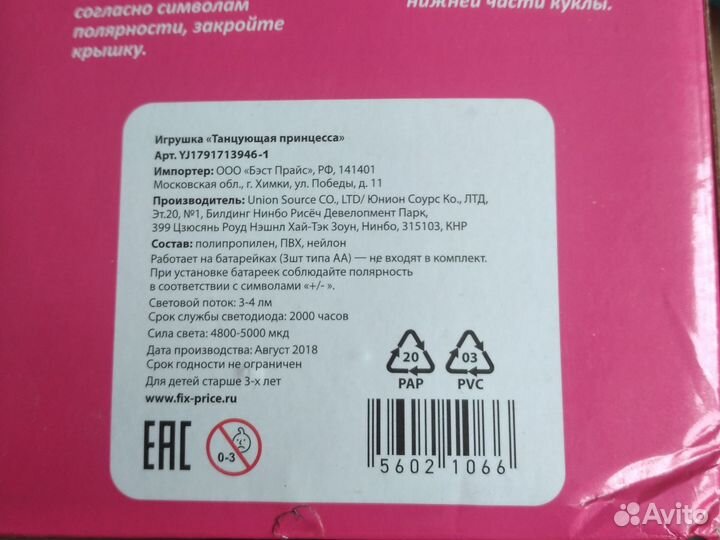 согласно символам
полярности, закройте
крышку.
нижней части куклы.
Игрушка «Танцующая принцесса»
Арт. YJ1791713946-1
Импортер: ООО «Бэст Прайс», РФ, 141401
Московская обл., г. Химки, ул. Победы, д. 11
Производитель: Union Source CO., LTD/ Юнион Соурс Ко., ЛТД,
Эт.20, №1, Билдинг Нинбо Рисёч Девелопмент Парк,
399 Цзюсянь Роуд Нэшнл Хай-Тэк Зоун, Нинбо, 315103, КНР
Состав: полипропилен, ПВХ, нейлон
Работает на батарейках (3шт типа АА) — не входят в комплект.
При установке батареек соблюдайте полярность
в соответствии с символами «+/- ».
Световой поток: 3-4 лм
Срок службы светодиода: 2000 часов
Сила света: 4800-5000 мкд
Дата производства: Август 2018
Срок годности не ограничен
Для детей старше 3-х лет
www.fix-price.ru
20
PAP
03
PVC
EAC
0-3
5602 1066
Avito